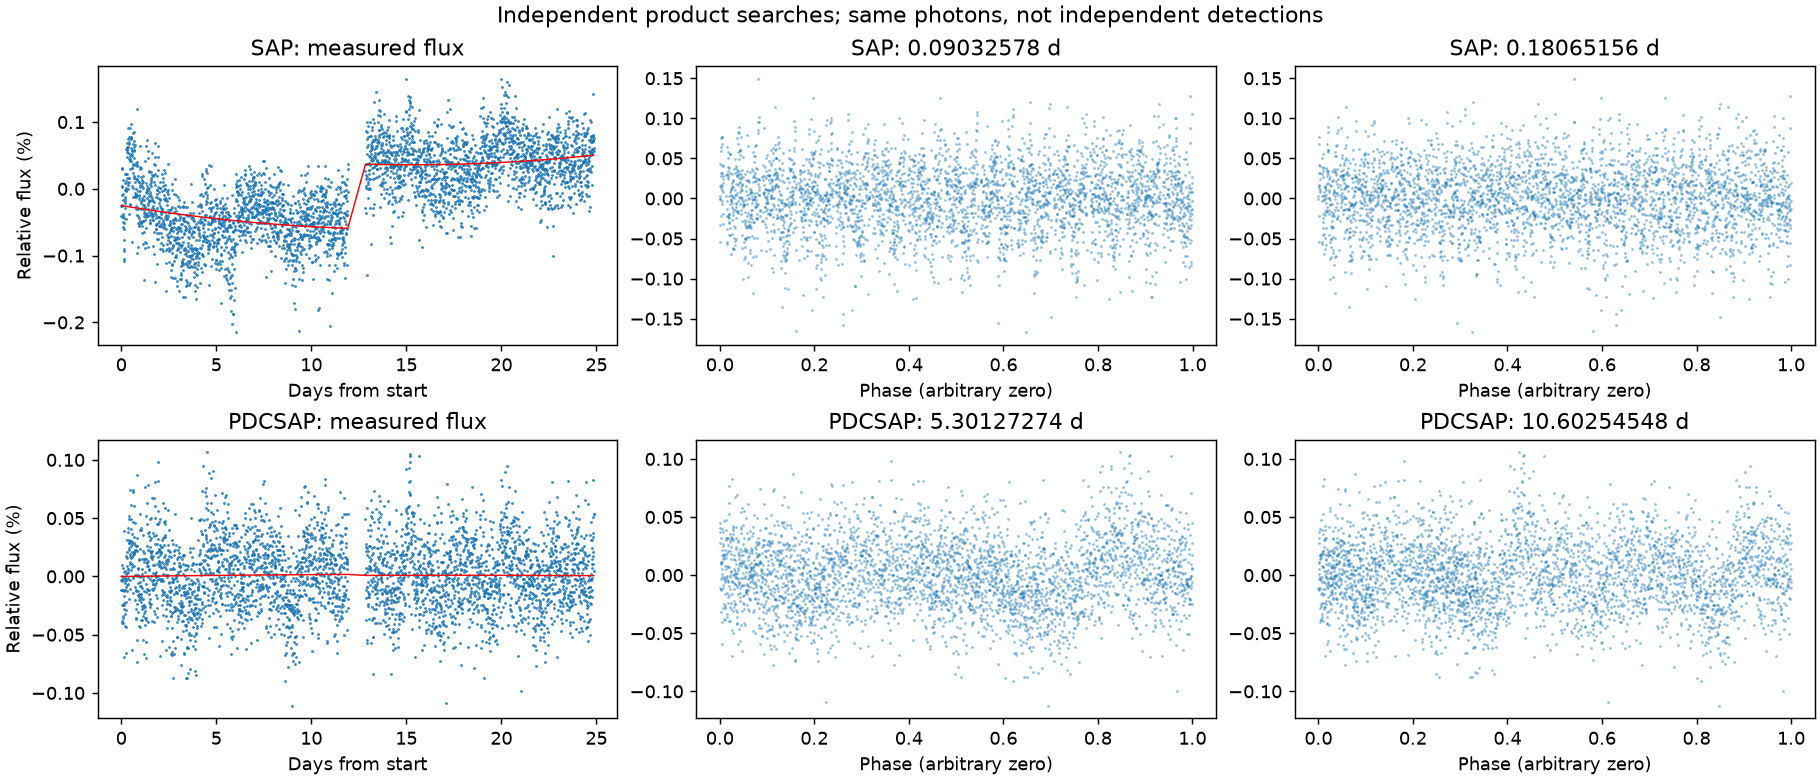 Independent product searches; same photons, not independent detections
SAP: measured flux
SAP: 0.09032578 d
SAP: 0.18065156 d
Relative flux (%)
0.1
0.0
−0.1
−0.2
0 5 10 15 20 25
Days from start
0.15
0.10
0.05
0.00
−0.05
−0.10
−0.15
0.0 0.2 0.4 0.6 0.8 1.0
Phase (arbitrary zero)
0.15
0.10
0.05
0.00
−0.05
−0.10
−0.15
0.0 0.2 0.4 0.6 0.8 1.0
Phase (arbitrary zero)
PDCSAP: measured flux
PDCSAP: 5.30127274 d
PDCSAP: 10.60254548 d
Relative flux (%)
0.10
0.05
0.00
−0.05
−0.10
0 5 10 15 20 25
Days from start
0.10
0.05
0.00
−0.05
−0.10
0.0 0.2 0.4 0.6 0.8 1.0
Phase (arbitrary zero)
0.10
0.05
0.00
−0.05
−0.10
0.0 0.2 0.4 0.6 0.8 1.0
Phase (arbitrary zero)